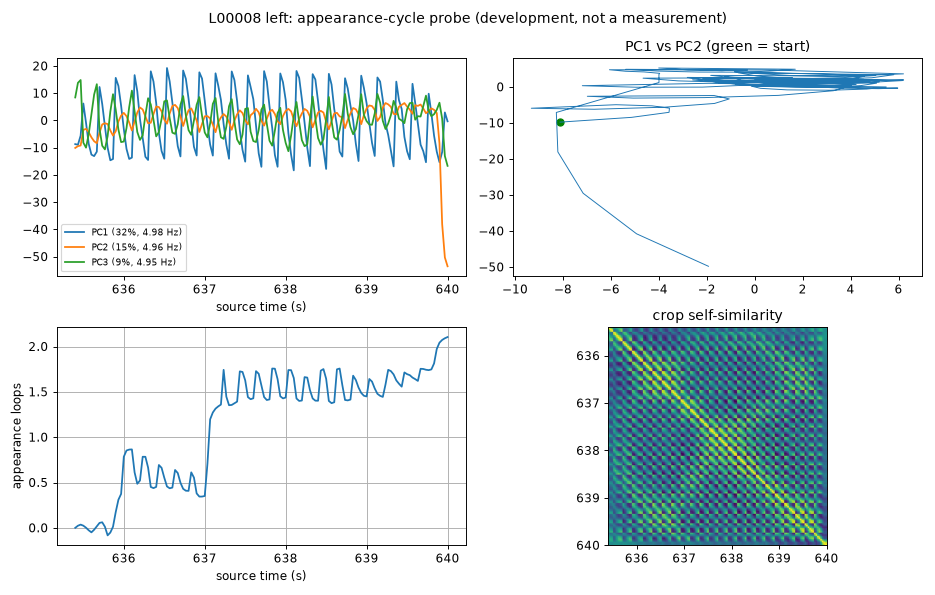 L00008 left: appearance-cycle probe (development, not a measurement)
20
10
0
−10
−20
−30
−40
−50
PC1 (32%, 4.98 Hz)
PC2 (15%, 4.96 Hz)
PC3 (9%, 4.95 Hz)
636 637 638 639 640
source time (s)
PC1 vs PC2 (green = start)
0
−10
−20
−30
−40
−50
−10 −8 −6 −4 −2 0 2 4 6
appearance loops
2.0
1.5
1.0
0.5
0.0
636 637 638 639 640
source time (s)
crop self-similarity
636
637
638
639
640
636 637 638 639 640